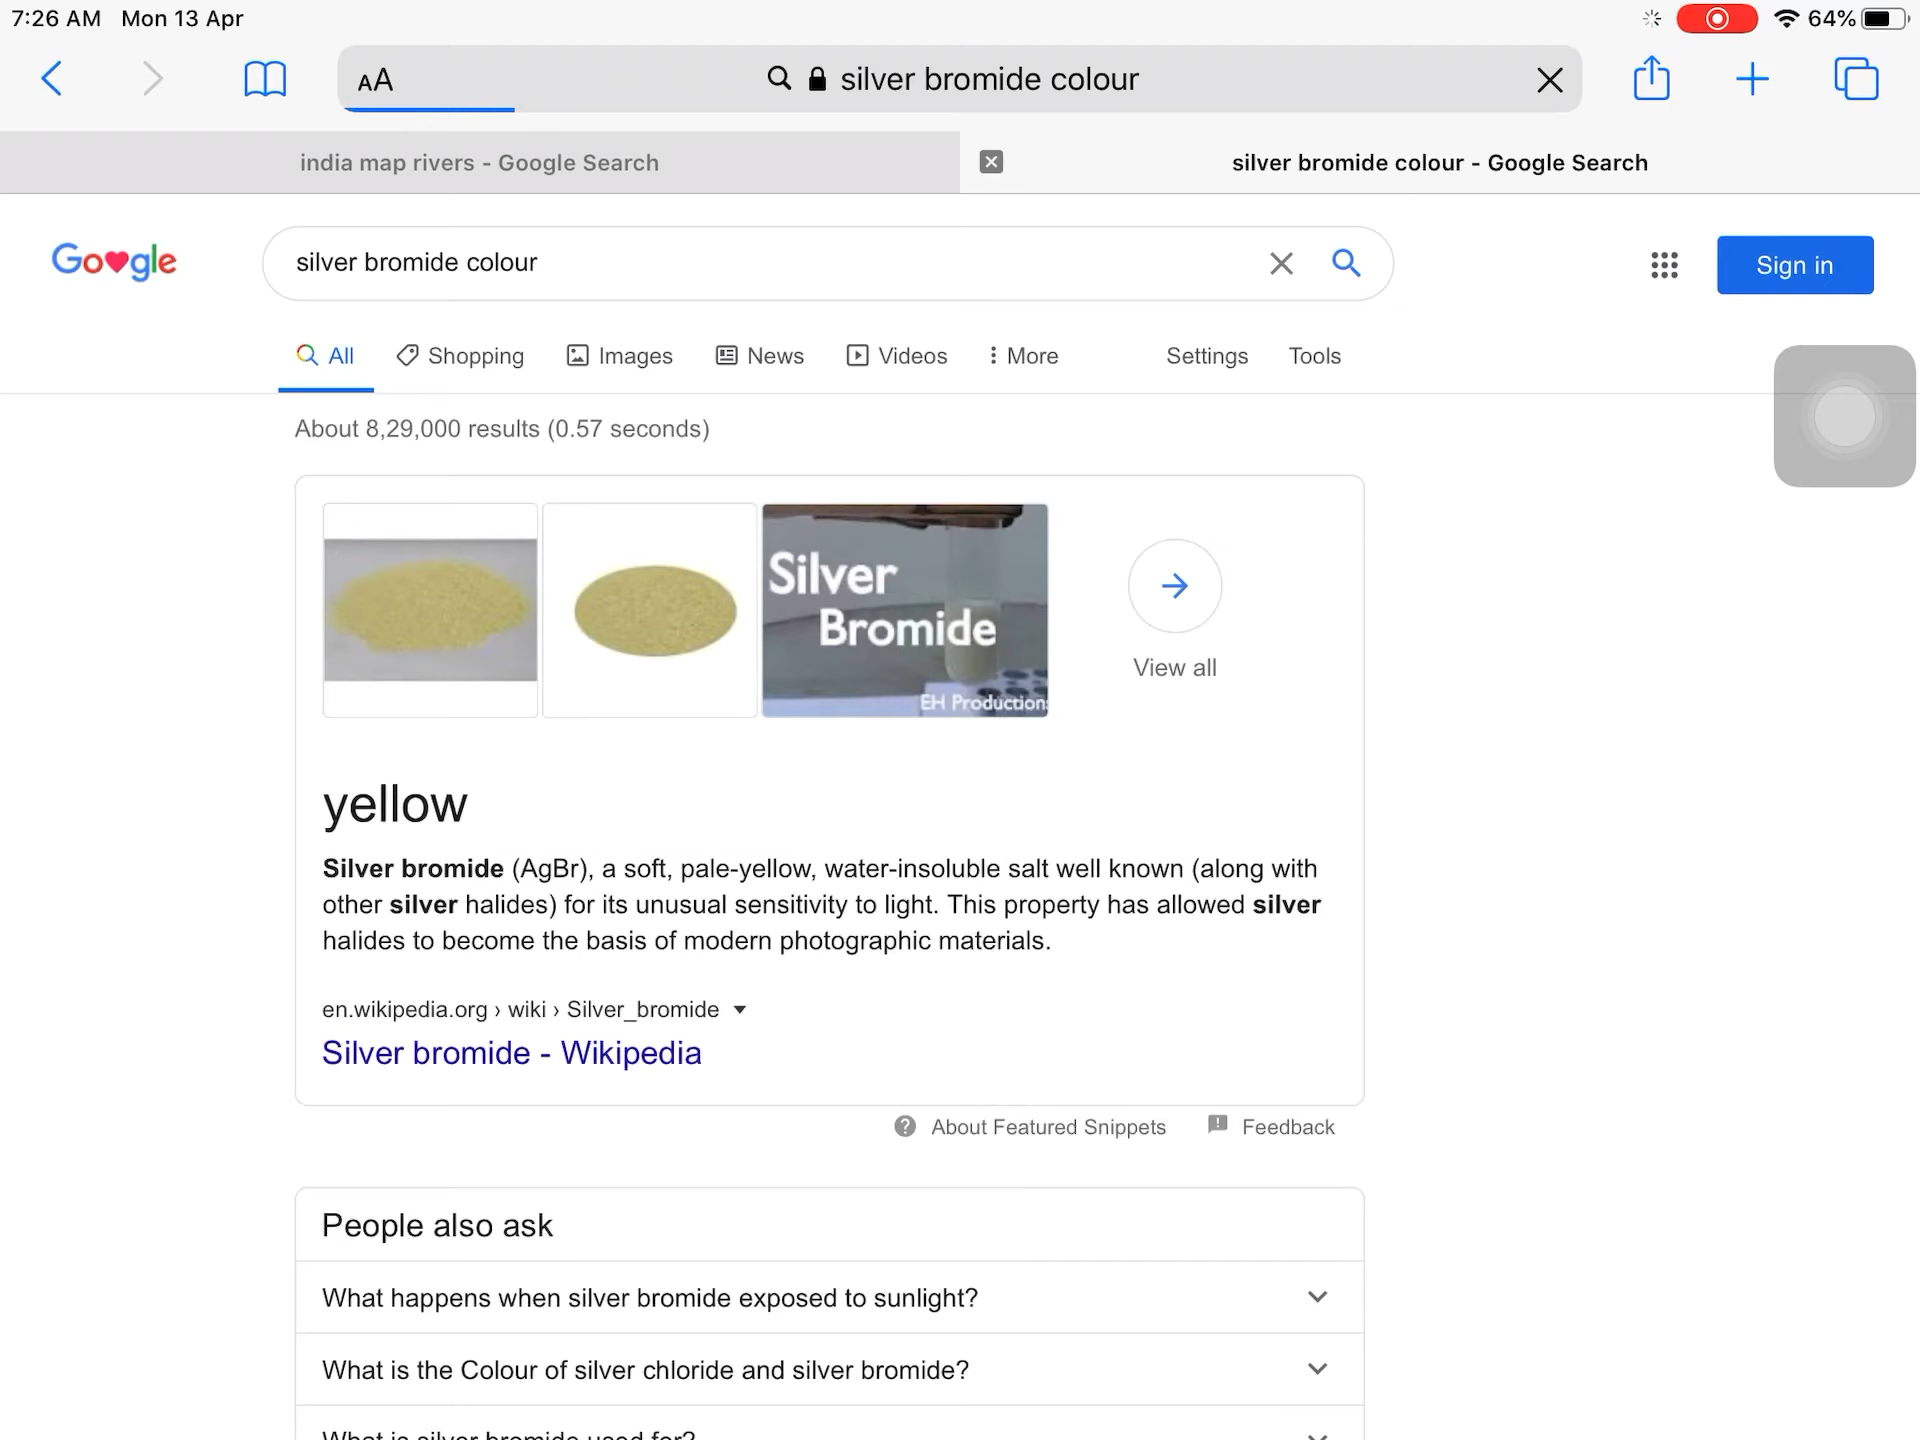 7:26 AM Mon 13 Apr
64%
AA
silver bromide colour
india map rivers - Google Search
silver bromide colour - Google Search
Google
silver bromide colour
Sign in
All
Shopping
Images
News
Videos
More
Settings
Tools
About 8,29,000 results (0.57 seconds)
Silver
Bromide
EH Productions
View all
yellow
Silver bromide (AgBr), a soft, pale-yellow, water-insoluble salt well known (along with
other silver halides) for its unusual sensitivity to light. This property has allowed silver
halides to become the basis of modern photographic materials.
en.wikipedia.org › wiki › Silver_bromide
Silver bromide - Wikipedia
About Featured Snippets
Feedback
People also ask
What happens when silver bromide exposed to sunlight?
What is the Colour of silver chloride and silver bromide?
What is silver bromide used for?